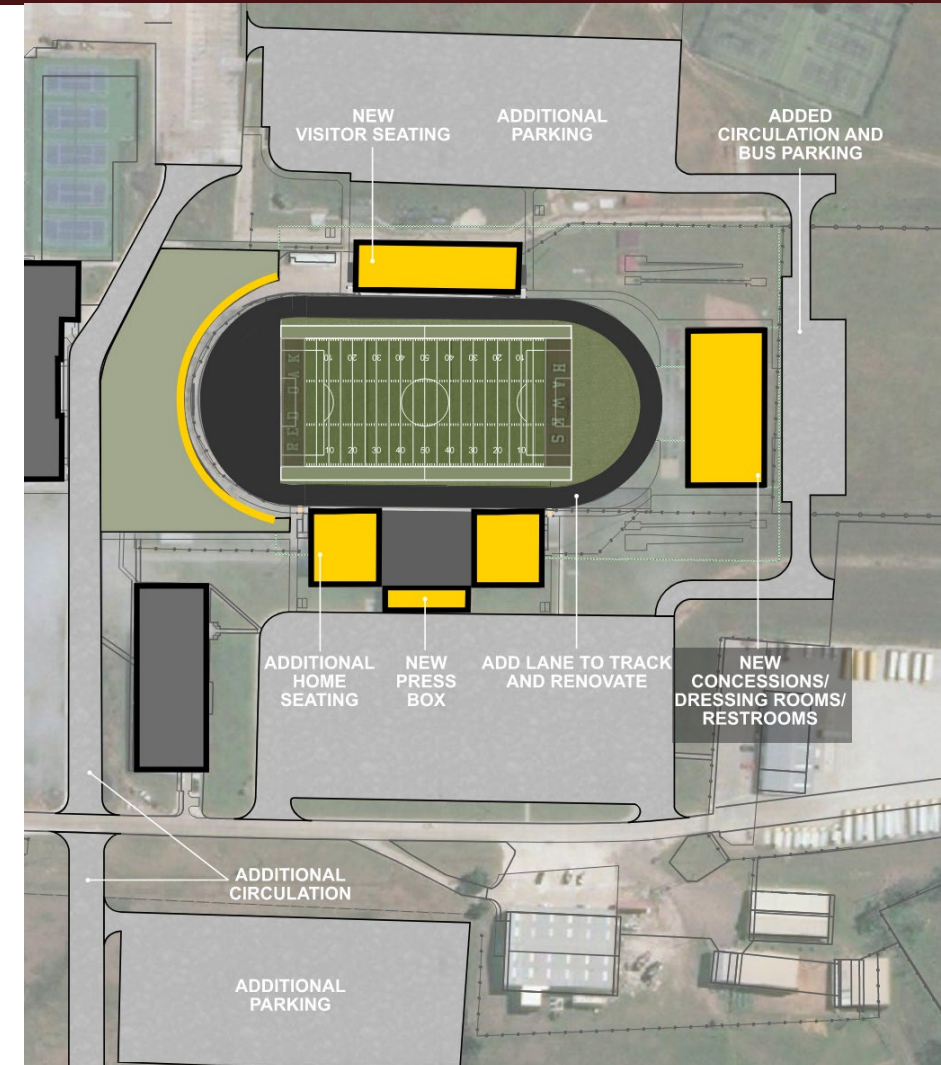 NEW
VISITOR SEATING
ADDITIONAL
PARKING
ADDED
CIRCULATION AND
BUS PARKING
10 20 30 40 50 40 30 20 10
RED OAK
HAWKS
10 20 30 40 50 40 30 20 10
ADDITIONAL
HOME
SEATING
NEW
PRESS
BOX
ADD LANE TO TRACK
AND RENOVATE
NEW
CONCESSIONS/
DRESSING ROOMS/
RESTROOMS
ADDITIONAL
CIRCULATION
ADDITIONAL
PARKING